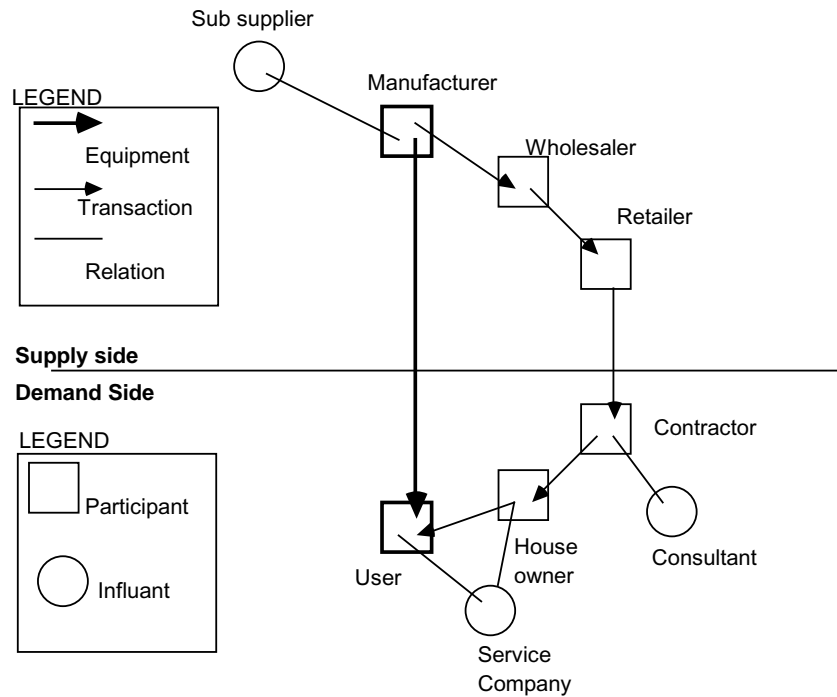 Sub supplier
Manufacturer
LEGEND
Equipment
Wholesaler
Transaction
Retailer
Relation
Supply side
Demand Side
LEGEND
Contractor
Participant
House
owner
Consultant
User
Influant
Service
Company